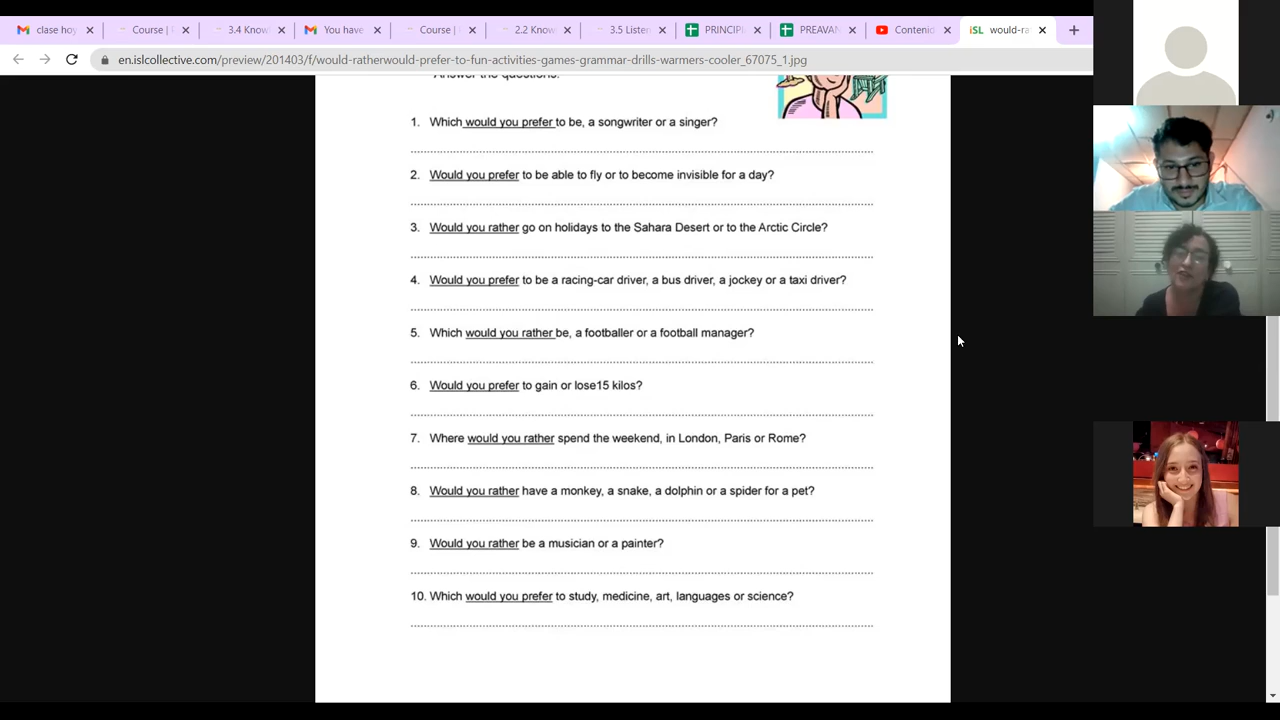 clase hoy
Course |
3.4 Know
You have
Course |
2.2 Know
3.5 Listen
PRINCIPI
PREAVAN
Contenid
iSL would-ra
en.islcollective.com/preview/201403/f/would-ratherwould-prefer-to-fun-activities-games-grammar-drills-warmers-cooler_67075_1.jpg
Answer the questions.
1. Which would you prefer to be, a songwriter or a singer?
2. Would you prefer to be able to fly or to become invisible for a day?
3. Would you rather go on holidays to the Sahara Desert or to the Arctic Circle?
4. Would you prefer to be a racing-car driver, a bus driver, a jockey or a taxi driver?
5. Which would you rather be, a footballer or a football manager?
6. Would you prefer to gain or lose15 kilos?
7. Where would you rather spend the weekend, in London, Paris or Rome?
8. Would you rather have a monkey, a snake, a dolphin or a spider for a pet?
9. Would you rather be a musician or a painter?
10. Which would you prefer to study, medicine, art, languages or science?